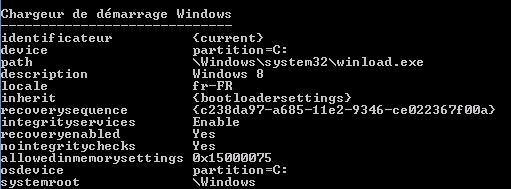 Chargeur de démarrage Windows
-----------------------------
identificateur {current}
device partition=C:
path \Windows\system32\winload.exe
description Windows 8
locale fr-FR
inherit {bootloadersettings}
recoverysequence {c238da97-a685-11e2-9346-ce022367f00a}
integrityservices Enable
recoveryenabled Yes
nointegritychecks Yes
allowedinmemorysettings 0x15000075
osdevice partition=C:
systemroot \Windows